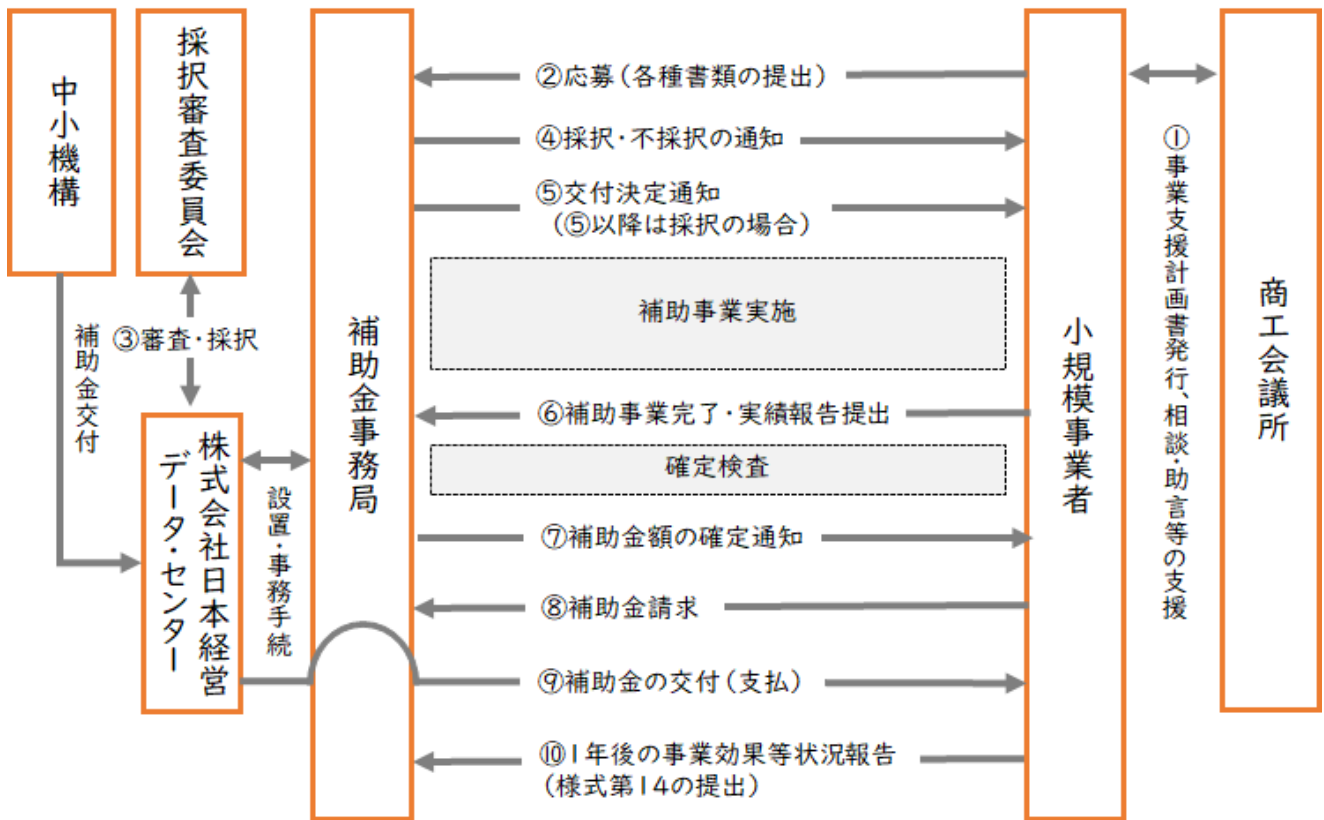 中小機構
採択審査委員会
補助金事務局
小規模事業者
商工会議所
株式会社日本経営
データ・センター
補助金交付
③審査・採択
設置・事務手続
①事業支援計画書発行、相談・助言等の支援
②応募(各種書類の提出)
④採択・不採択の通知
⑤交付決定通知
(⑤以降は採択の場合)
補助事業実施
⑥補助事業完了・実績報告提出
確定検査
⑦補助金額の確定通知
⑧補助金請求
⑨補助金の交付(支払)
⑩1年後の事業効果等状況報告
(様式第14の提出)